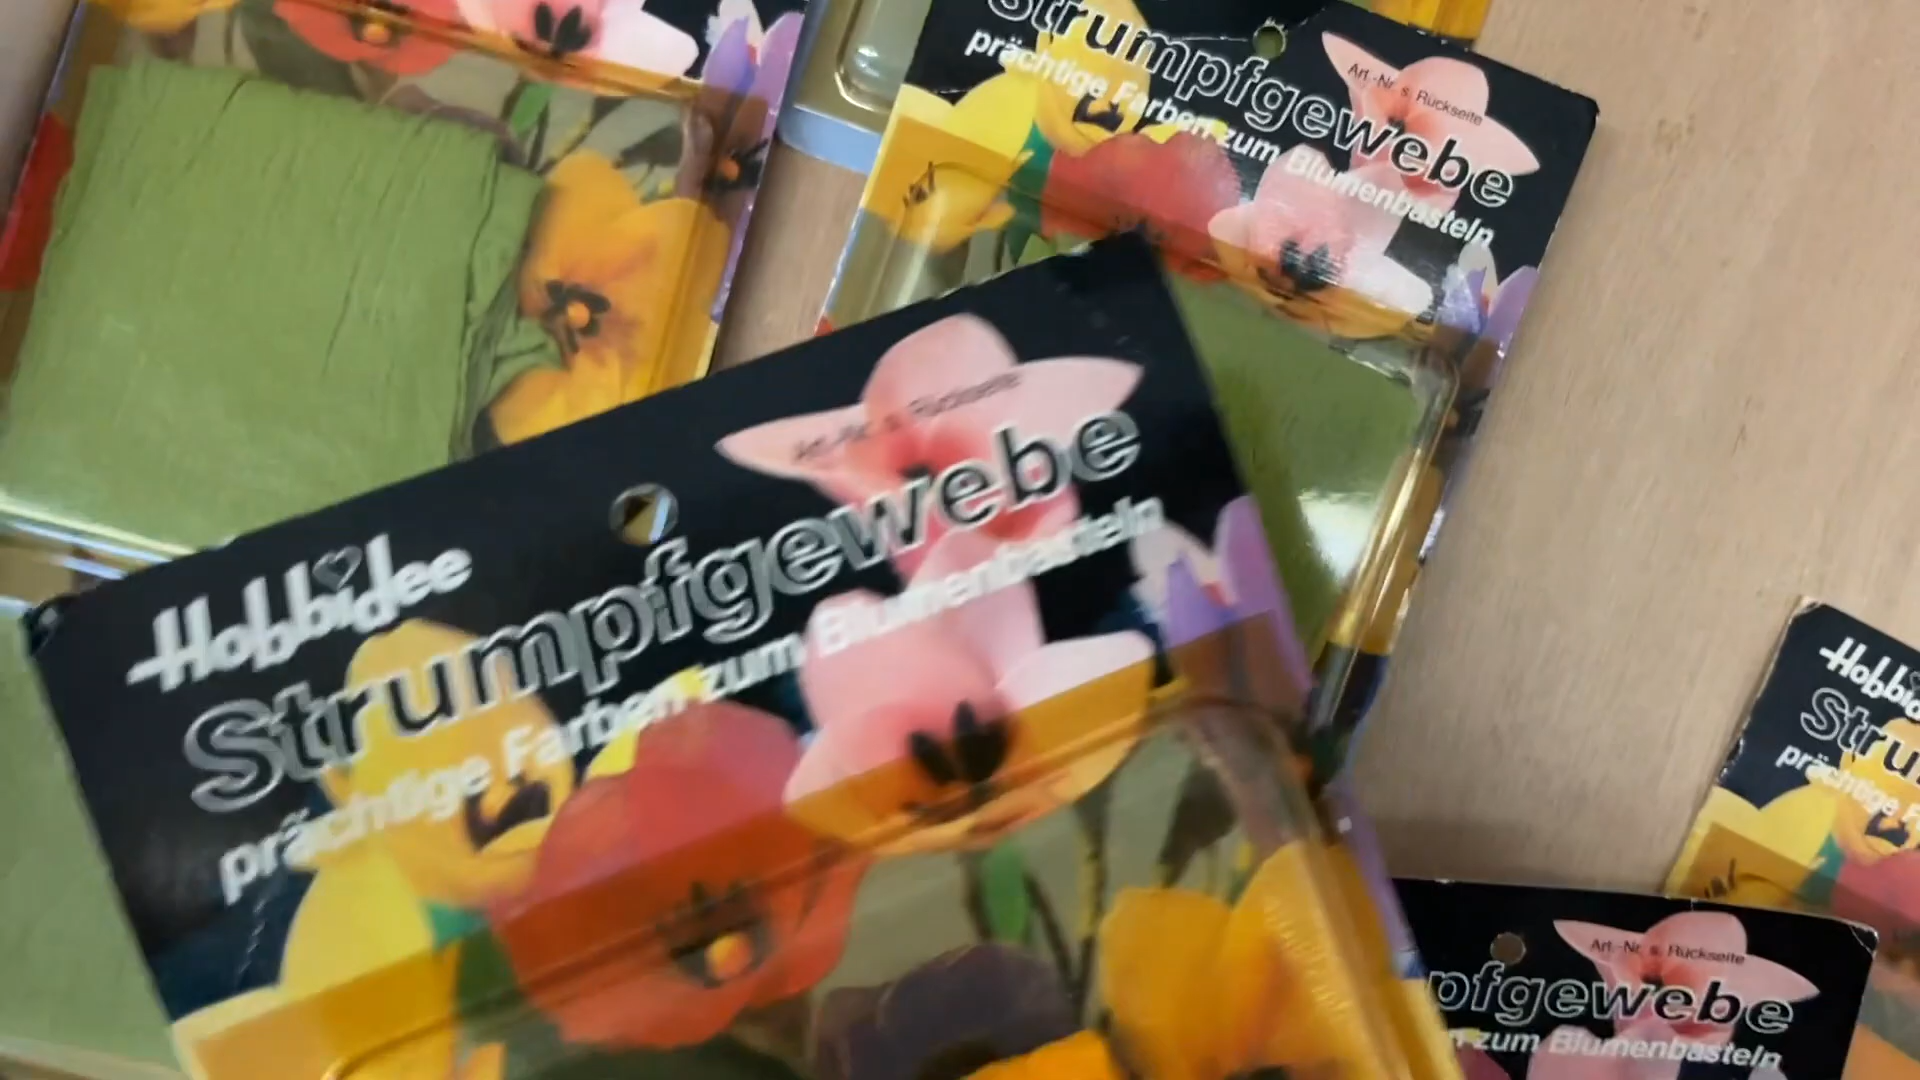 Strumpfgewebe
prächtige Farben zum Blumenbasteln
Art.-Nr. s. Rückseite
Hobbidee
Strumpfgewebe
prächtige Farben zum Blumenbasteln
Art.-Nr. s. Rückseite
Hobbi
Stru
prächtige F
Art.-Nr. s. Rückseite
pfgewebe
zum Blumenbasteln